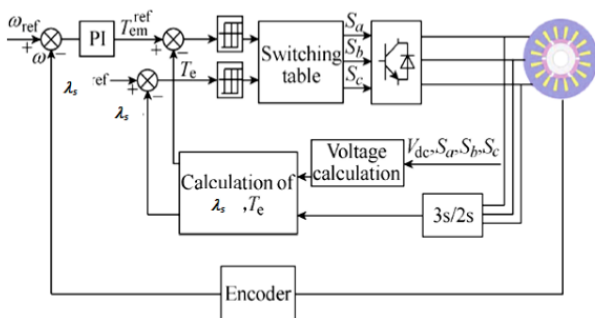 ω_ref
+
−
ω
PI
T_em^ref
+
−
T_e
λ_s ref
+
−
λ_s
Switching
table
S_a
S_b
S_c
Voltage
calculation
V_dc,S_a,S_b,S_c
Calculation of
λ_s ,T_e
3s/2s
Encoder